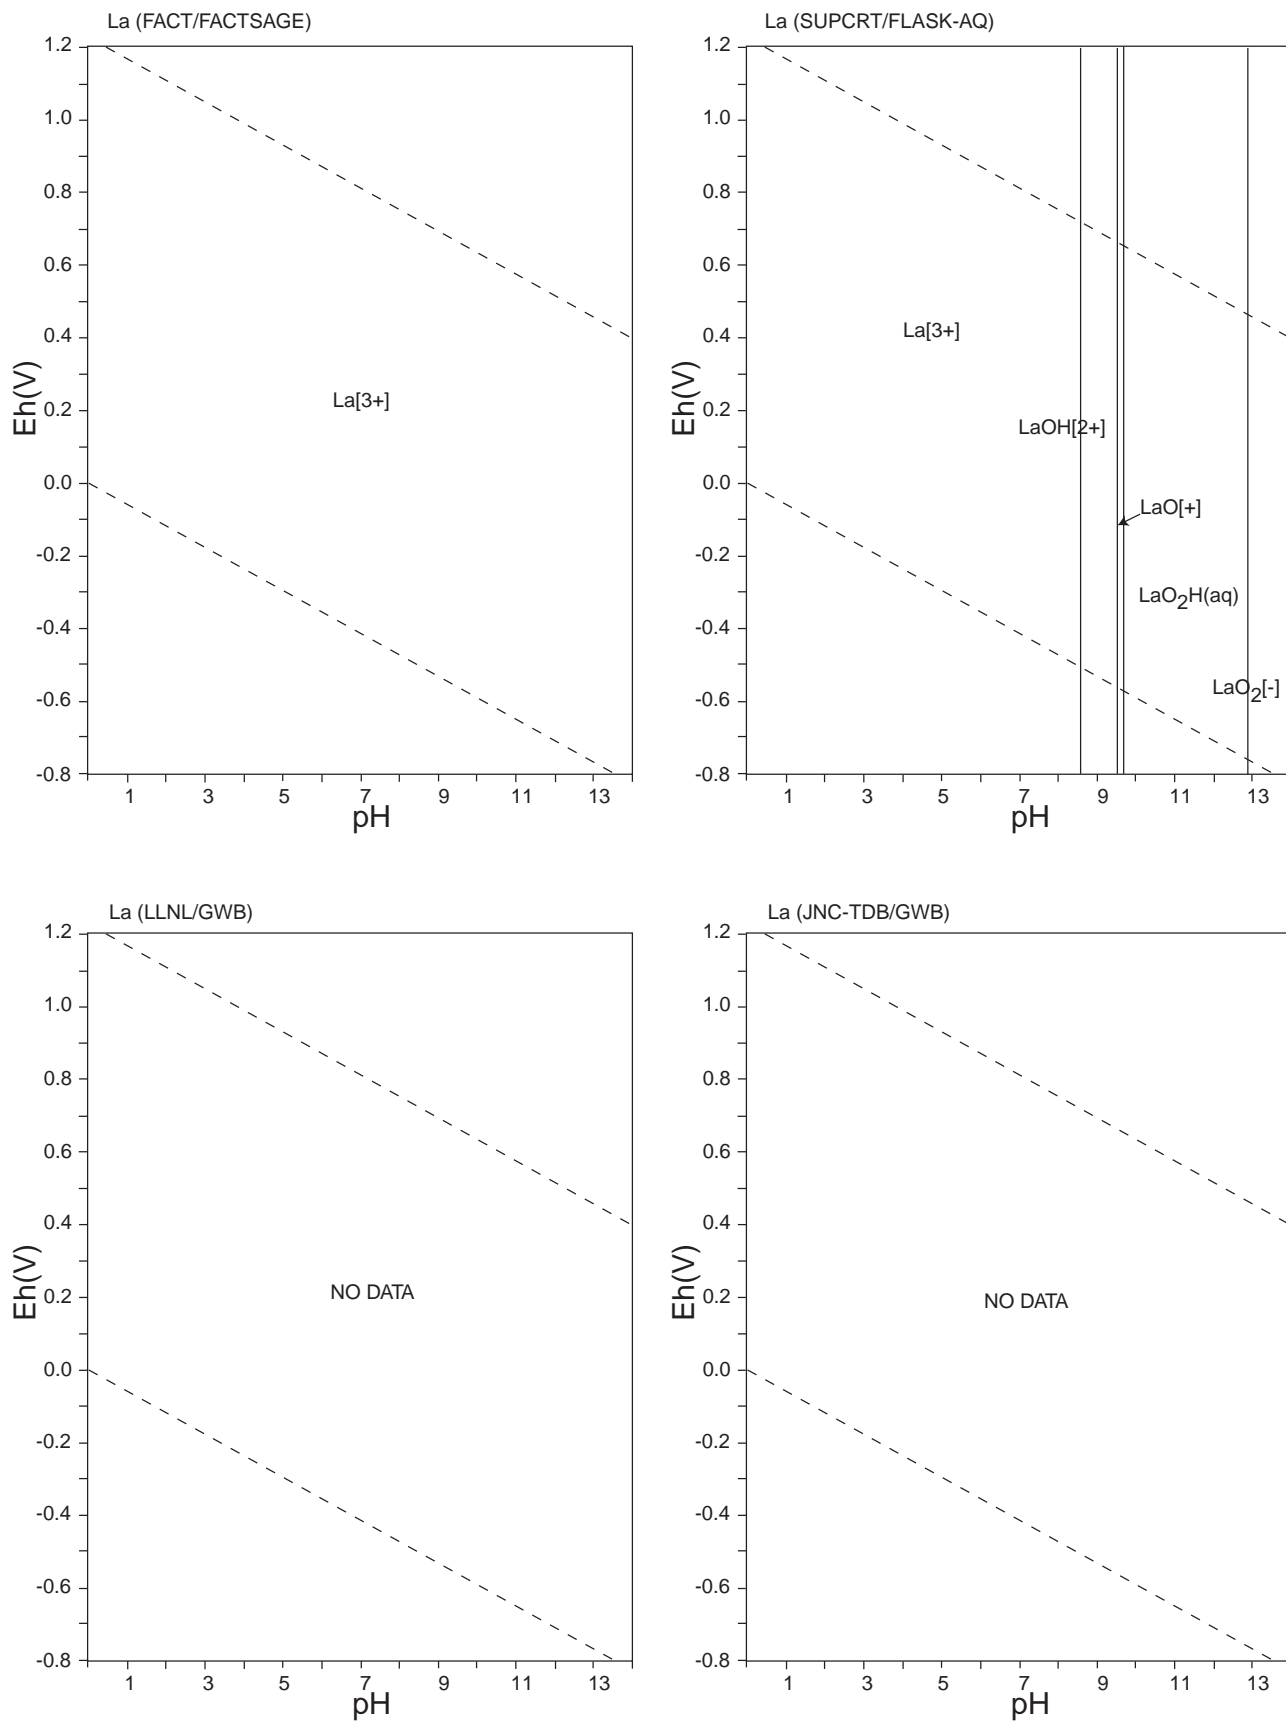 La (FACT/FACTSAGE)
1.2
1.0
0.8
0.6
0.4
0.2
0.0
-0.2
-0.4
-0.6
-0.8
Eh(V)
La[3+]
1 3 5 7 9 11 13
pH
La (SUPCRT/FLASK-AQ)
1.2
1.0
0.8
0.6
0.4
0.2
0.0
-0.2
-0.4
-0.6
-0.8
Eh(V)
La[3+]
LaOH[2+]
LaO[+]
LaO2H(aq)
LaO2[-]
1 3 5 7 9 11 13
pH
La (LLNL/GWB)
1.2
1.0
0.8
0.6
0.4
0.2
0.0
-0.2
-0.4
-0.6
-0.8
Eh(V)
NO DATA
1 3 5 7 9 11 13
pH
La (JNC-TDB/GWB)
1.2
1.0
0.8
0.6
0.4
0.2
0.0
-0.2
-0.4
-0.6
-0.8
Eh(V)
NO DATA
1 3 5 7 9 11 13
pH